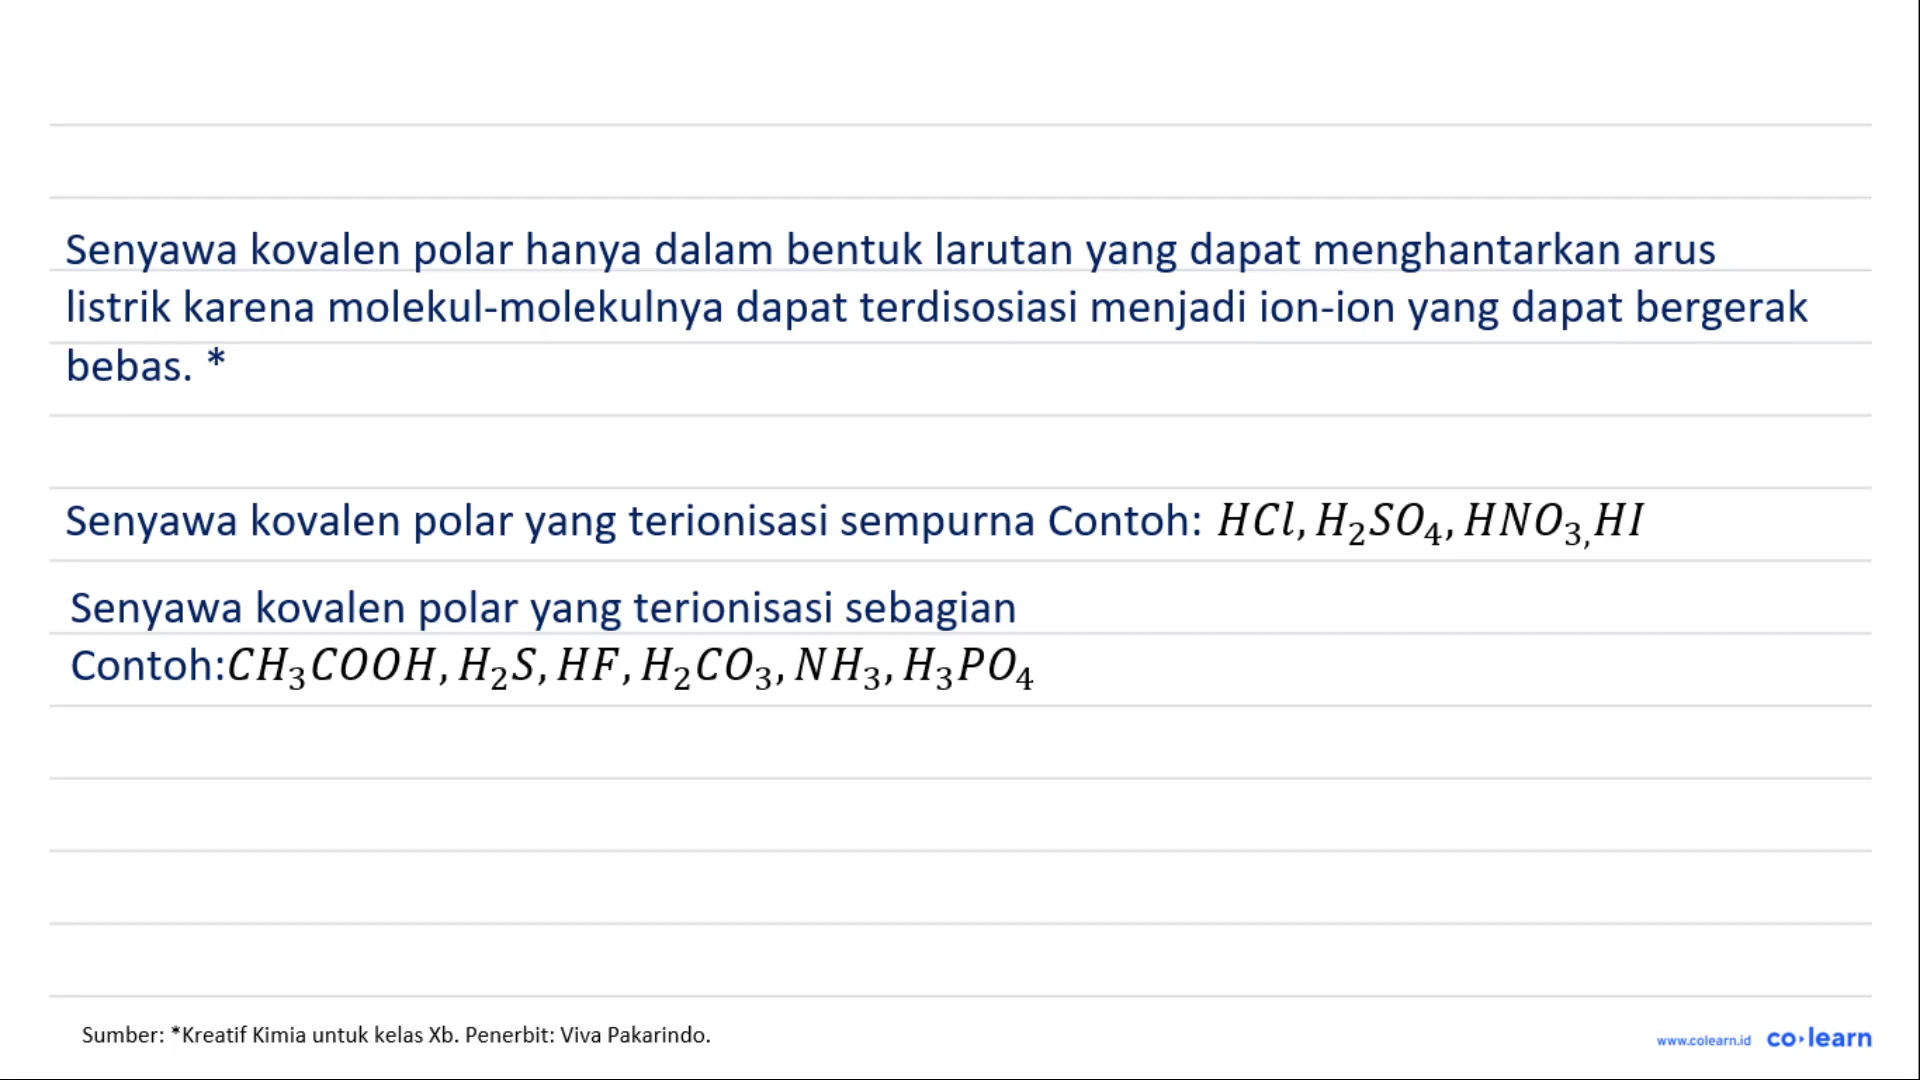 Senyawa kovalen polar hanya dalam bentuk larutan yang dapat menghantarkan arus
listrik karena molekul-molekulnya dapat terdisosiasi menjadi ion-ion yang dapat bergerak
bebas. *
Senyawa kovalen polar yang terionisasi sempurna Contoh: HCl, H₂SO₄, HNO₃,HI
Senyawa kovalen polar yang terionisasi sebagian
Contoh:CH₃COOH, H₂S, HF, H₂CO₃, NH₃, H₃PO₄
Sumber: *Kreatif Kimia untuk kelas Xb. Penerbit: Viva Pakarindo.
www.colearn.id co▸learn